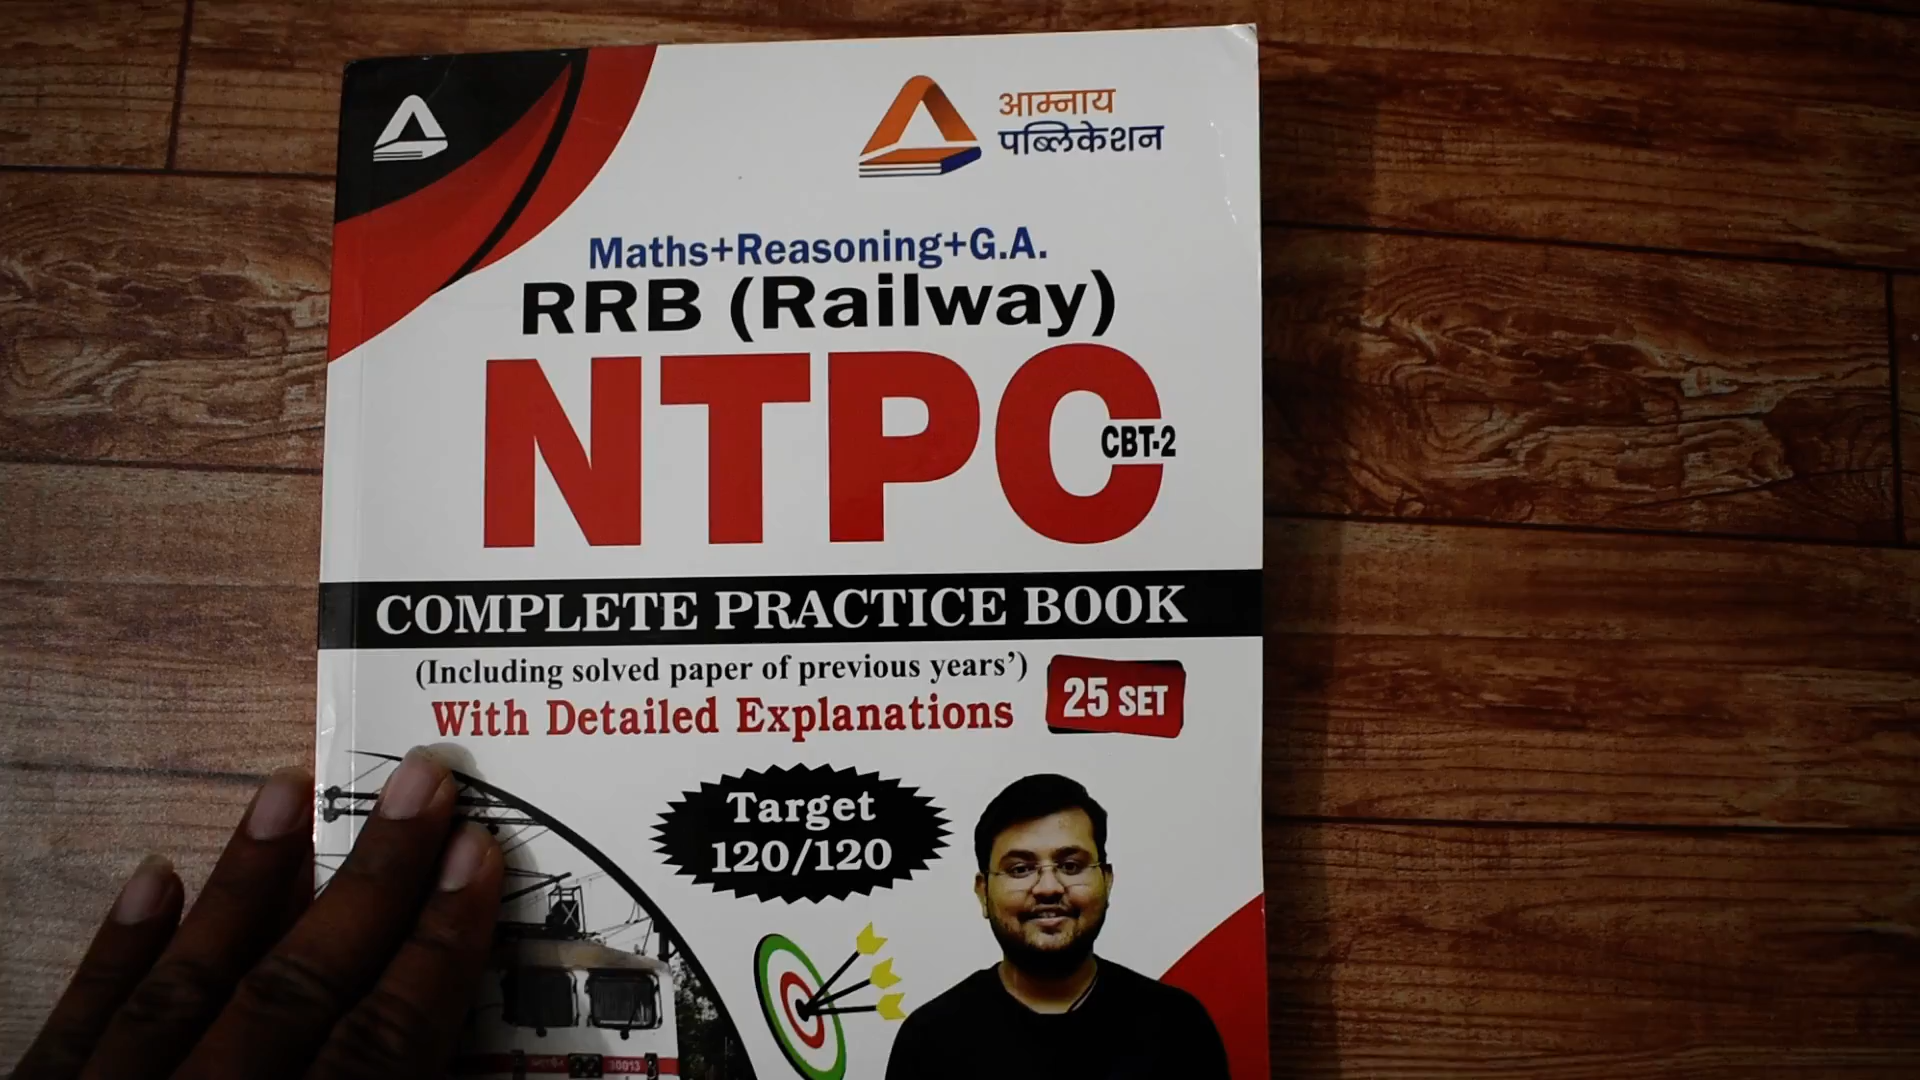 आम्नाय
पब्लिकेशन
Maths+Reasoning+G.A.
RRB (Railway)
NTPC
CBT-2
COMPLETE PRACTICE BOOK
(Including solved paper of previous years’)
With Detailed Explanations
25 SET
Target
120/120
30013